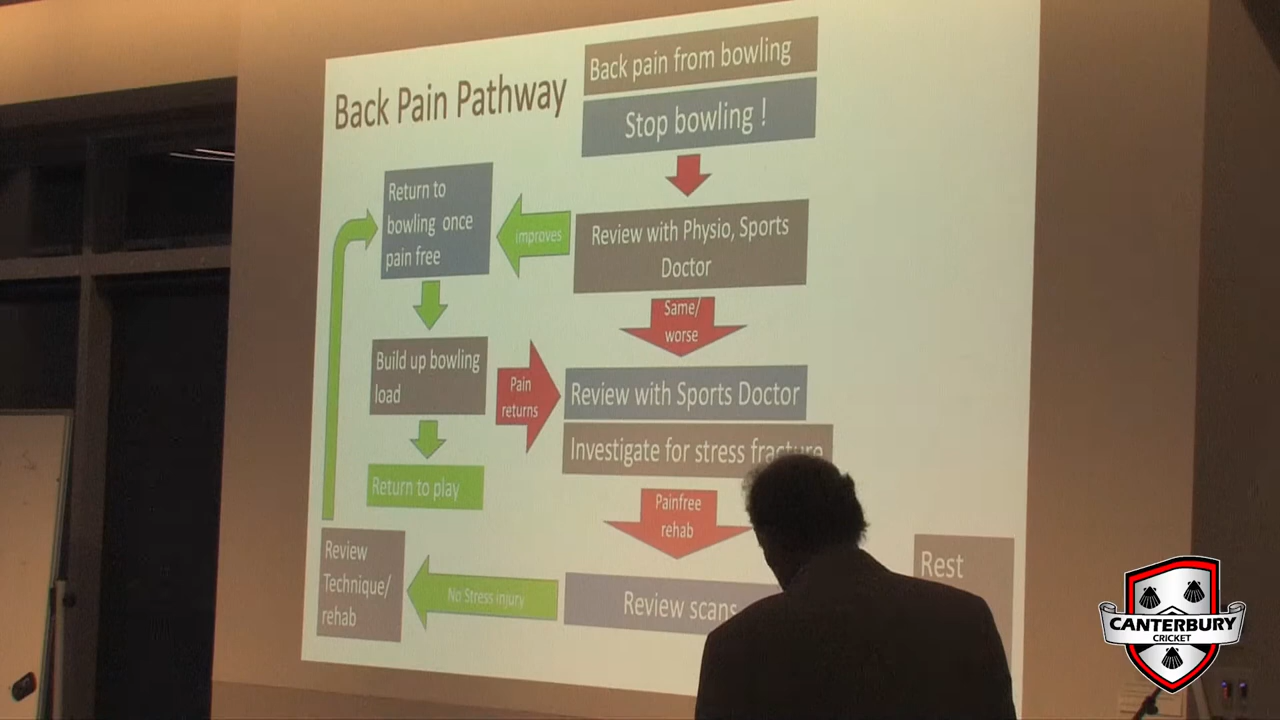 Back Pain Pathway
Back pain from bowling
Stop bowling !
Return to
bowling once
pain free
improves
Review with Physio, Sports
Doctor
Same/
worse
Build up bowling
load
Pain
returns
Review with Sports Doctor
Investigate for stress fracture
Return to play
Painfree
rehab
Review
Technique/
rehab
No Stress injury
Review scans
Rest
CANTERBURY
CRICKET